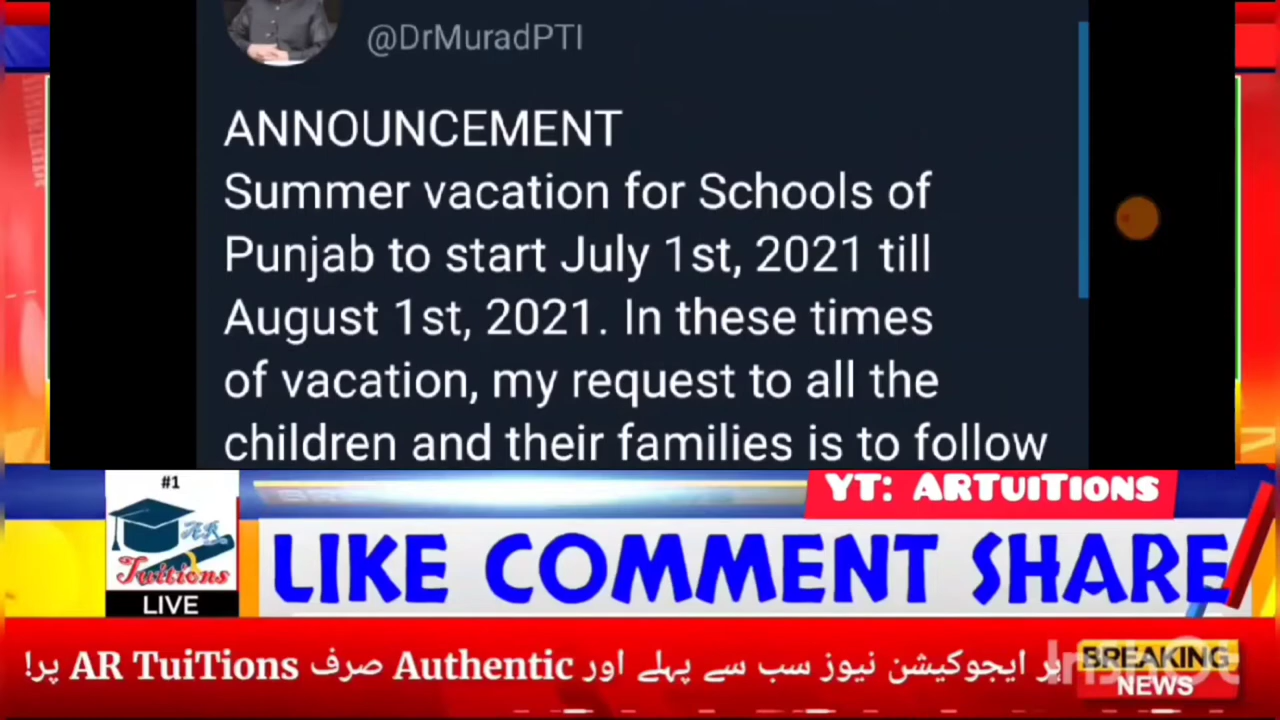 @DrMuradPTI
ANNOUNCEMENT
Summer vacation for Schools of
Punjab to start July 1st, 2021 till
August 1st, 2021. In these times
of vacation, my request to all the
children and their families is to follow
#1
AR
Tuitions
LIVE
YT: ARTuiTions
LIKE COMMENT SHARE
ہر ایجوکیشن نیوز سب سے پہلے اور Authentic صرف AR TuiTions پر!
BREAKING
NEWS